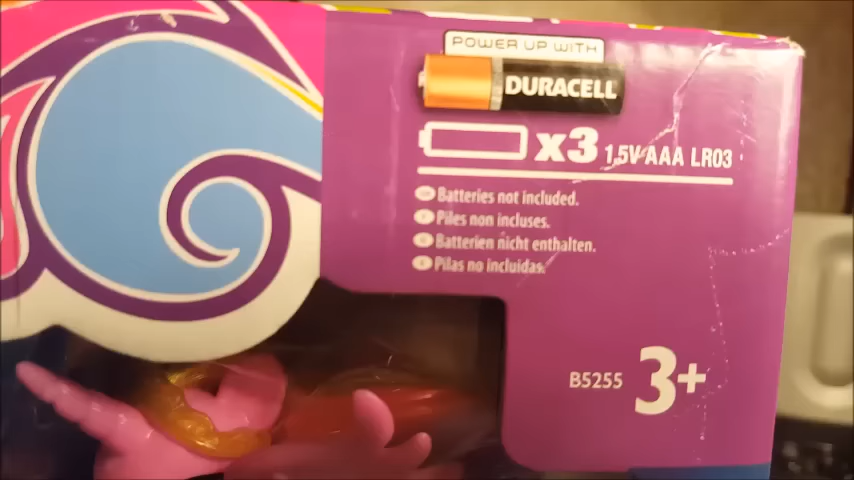 POWER UP WITH
DURACELL
x3 1,5V AAA LR03
Batteries not included.
Piles non incluses.
Batterien nicht enthalten.
Pilas no incluidas.
B5255 3+